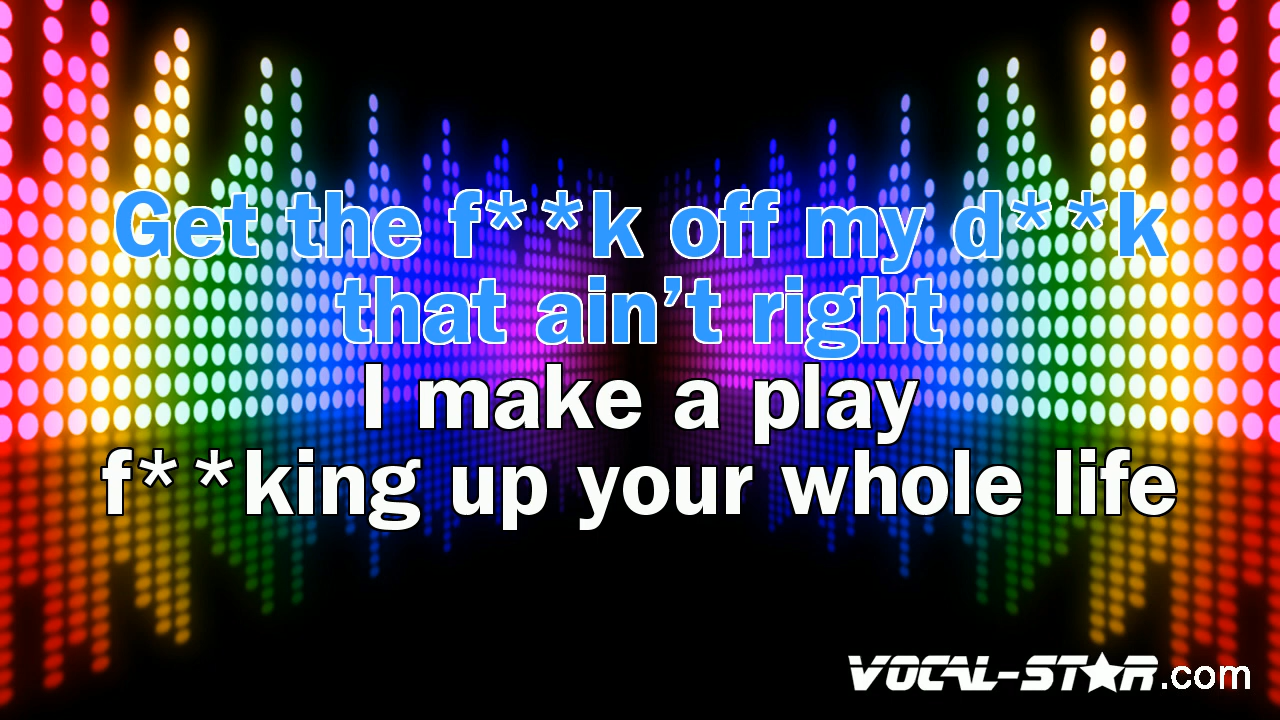 Get the f**k off my d**k
that ain't right
I make a play
f**king up your whole life
VOCAL-STAR.com